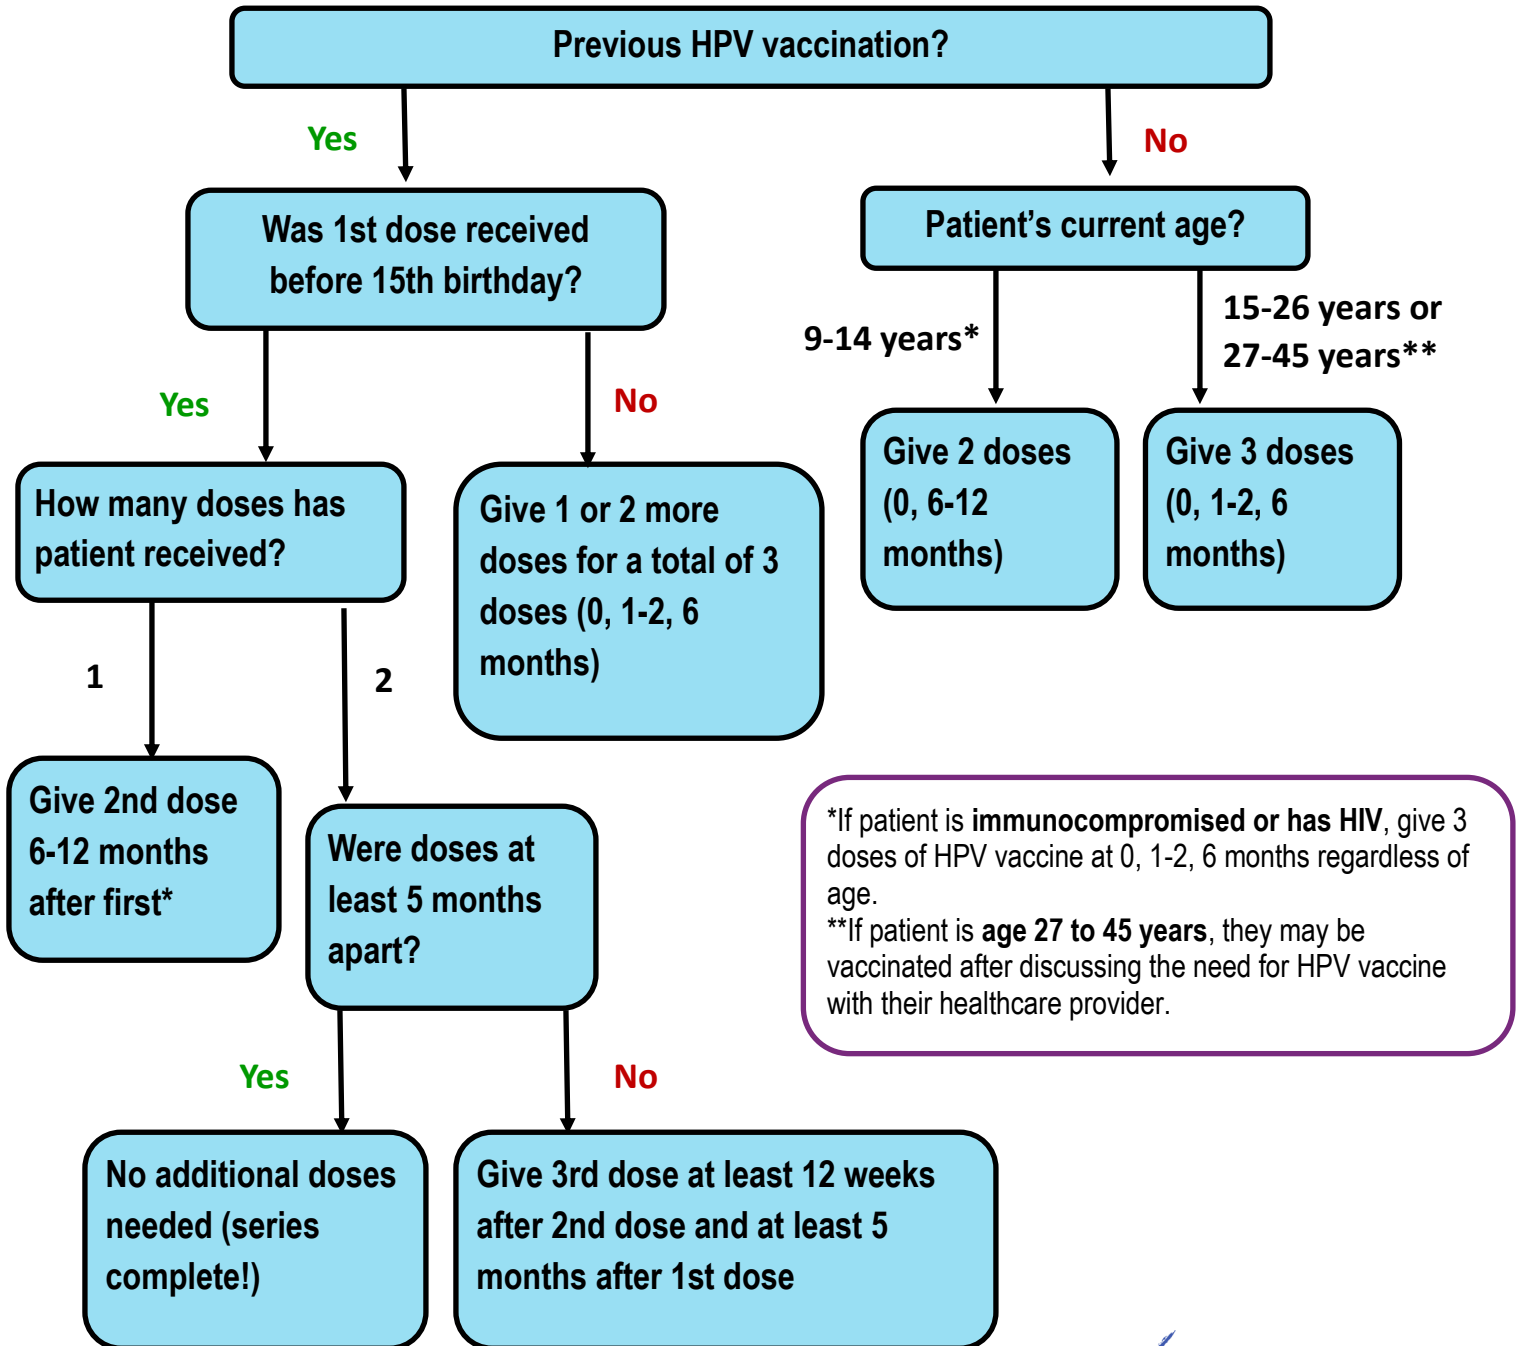 Previous HPV vaccination?
Yes
No
Was 1st dose received
before 15th birthday?
Patient’s current age?
9-14 years*
15-26 years or
27-45 years**
Yes
No
How many doses has
patient received?
Give 1 or 2 more
doses for a total of 3
doses (0, 1-2, 6
months)
Give 2 doses
(0, 6-12
months)
Give 3 doses
(0, 1-2, 6
months)
1
2
Give 2nd dose
6-12 months
after first*
Were doses at
least 5 months
apart?
*If patient is immunocompromised or has HIV, give 3
doses of HPV vaccine at 0, 1-2, 6 months regardless of
age.
**If patient is age 27 to 45 years, they may be
vaccinated after discussing the need for HPV vaccine
with their healthcare provider.
Yes
No
No additional doses
needed (series
complete!)
Give 3rd dose at least 12 weeks
after 2nd dose and at least 5
months after 1st dose